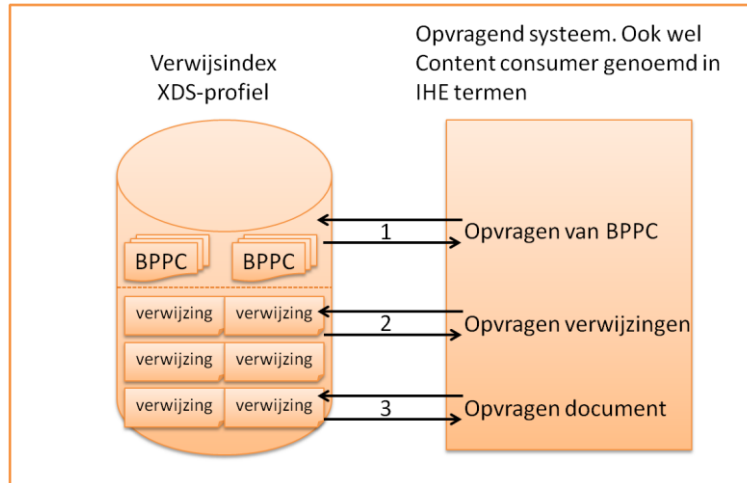 Verwijsindex
XDS-profiel
Opvragend systeem. Ook wel
Content consumer genoemd in
IHE termen
BPPC
BPPC
1
Opvragen van BPPC
verwijzing
verwijzing
2
Opvragen verwijzingen
verwijzing
verwijzing
verwijzing
verwijzing
3
Opvragen document